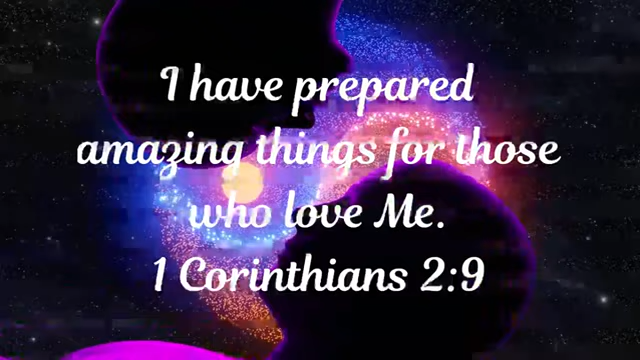 I have prepared
amazing things for those
who love Me.
1 Corinthians 2:9